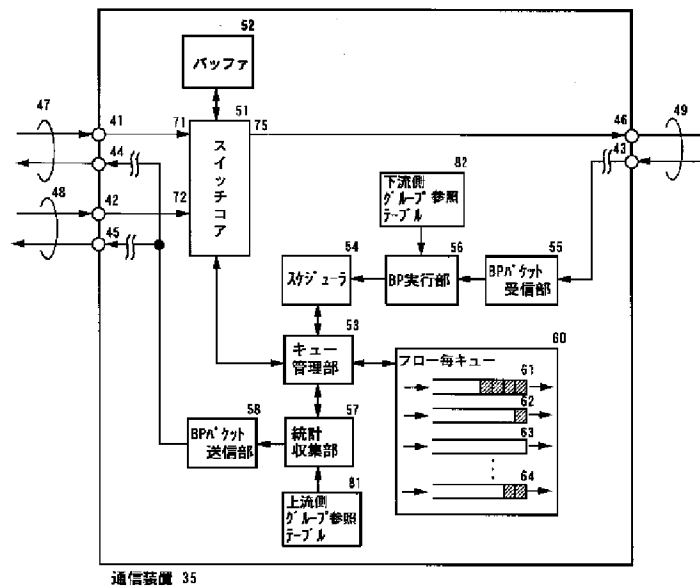 52
バッファ
47
41
71
51
75
46
49
44
43
スイッチコア
82
48
42
72
下流側
グループ参照
テーブル
45
54
56
55
スケジューラ
BP実行部
BPパケット
受信部
53
60
キュー
管理部
フロー毎キュー
61
62
58
57
63
BPパケット
送信部
統計
収集部
64
81
上流側
グループ参照
テーブル
通信装置 35